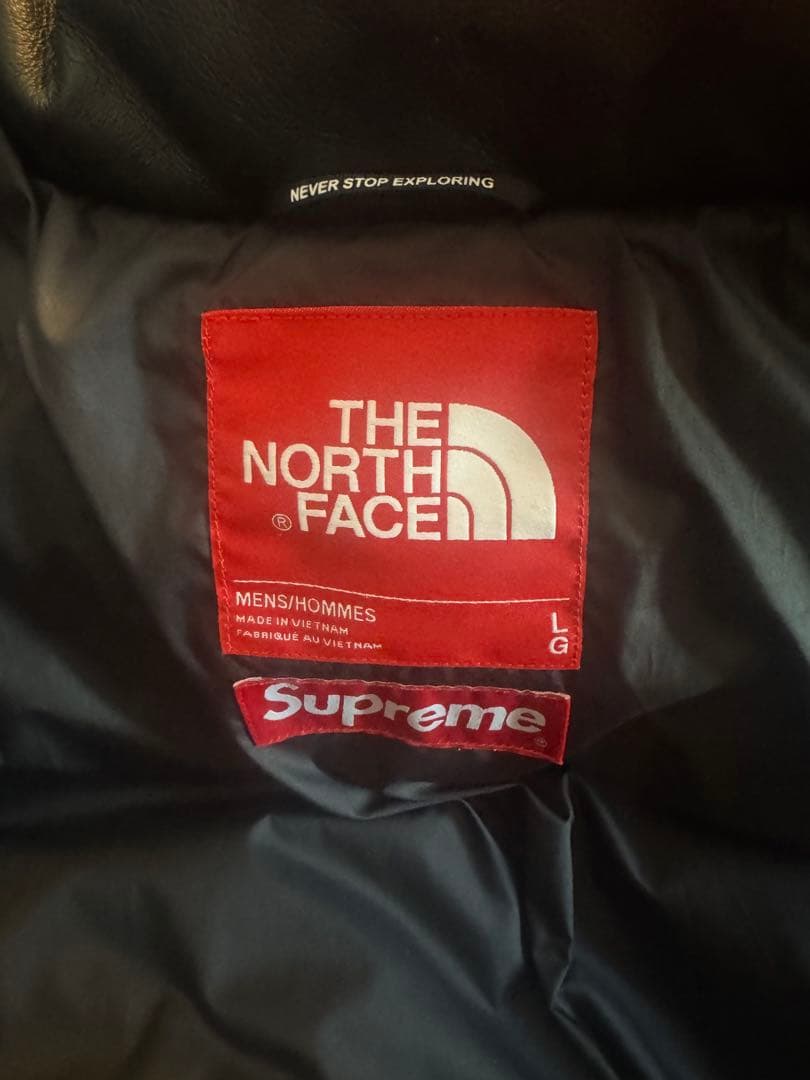 NEVER STOP EXPLORING
THE
NORTH
® FACE
MENS/HOMMES
MADE IN VIETNAM
FABRIQUÉ AU VIETNAM
L
G
Supreme
®